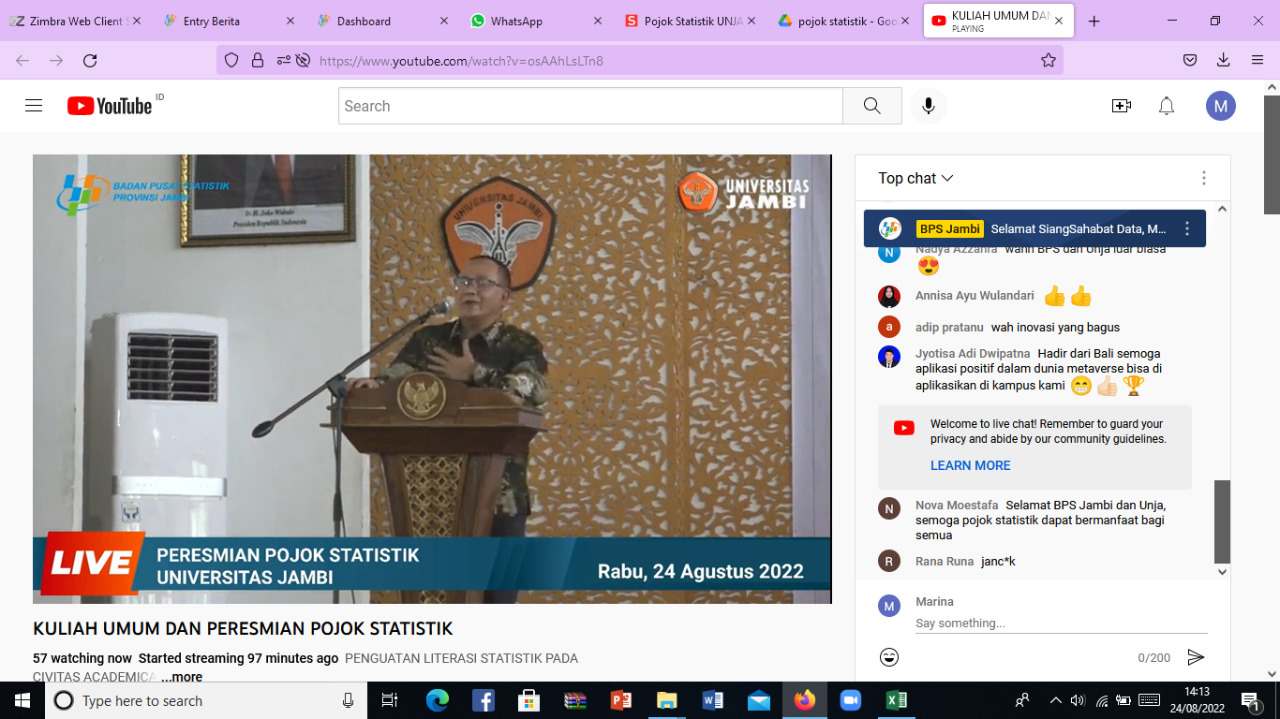 Zimbra Web Client S
Entry Berita
Dashboard
WhatsApp
Pojok Statistik UNJA
pojok statistik - Goo
KULIAH UMUM DAN
PLAYING
https://www.youtube.com/watch?v=osAAhLsLTn8
YouTube ID
Search
M
BADAN PUSAT STATISTIK
PROVINSI JAMBI
Ir. H. Joko Widodo
Presiden Republik Indonesia
UNIVERSITAS JAMBI
UNIVERSITAS
JAMBI
LIVE
PERESMIAN POJOK STATISTIK
UNIVERSITAS JAMBI
Rabu, 24 Agustus 2022
KULIAH UMUM DAN PERESMIAN POJOK STATISTIK
57 watching now Started streaming 97 minutes ago PENGUATAN LITERASI STATISTIK PADA
CIVITAS ACADEMICA ...more
Top chat
BPS Jambi Selamat SiangSahabat Data, M...
N Nadya Azzahra wahh BPS dan Unja luar biasa
😍
Annisa Ayu Wulandari 👍👍
a adip pratanu wah inovasi yang bagus
Jyotisa Adi Dwipatna Hadir dari Bali semoga
aplikasi positif dalam dunia metaverse bisa di
aplikasikan di kampus kami 😁👍🏻🏆
Welcome to live chat! Remember to guard your
privacy and abide by our community guidelines.
LEARN MORE
N Nova Moestafa Selamat BPS Jambi dan Unja,
semoga pojok statistik dapat bermanfaat bagi
semua
R Rana Runa janc*k
M Marina
Say something...
0/200
Type here to search
14:13
24/08/2022
1